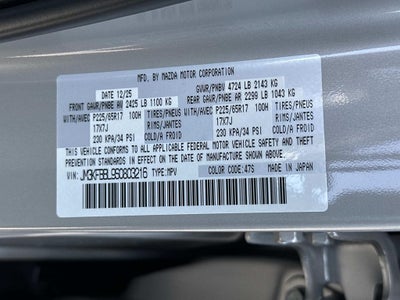 MFD. BY MAZDA MOTOR CORPORATION
DATE 12/25 GVWR/PNBV 4724 LB 2143 KG
FRONT GAWR/PNBE AV 2425 LB 1100 KG REAR GAWR/PNBE AR 2299 LB 1043 KG
WITH/AVEC P225/65R17 100H TIRES/PNEUS WITH/AVEC P225/65R17 100H TIRES/PNEUS
17X7J RIMS/JANTES 17X7J RIMS/JANTES
230 KPA/34 PSI COLD/A FROID 230 KPA/34 PSI COLD/A FROID
THIS VEHICLE CONFORMS TO ALL APPLICABLE FEDERAL MOTOR VEHICLE SAFETY
AND THEFT PREVENTION STANDARDS IN EFFECT ON THE DATE OF MANUFACTURE SHOWN ABOVE.
VIN: TYPE:MPV COLOR CODE:47S MADE IN JAPAN